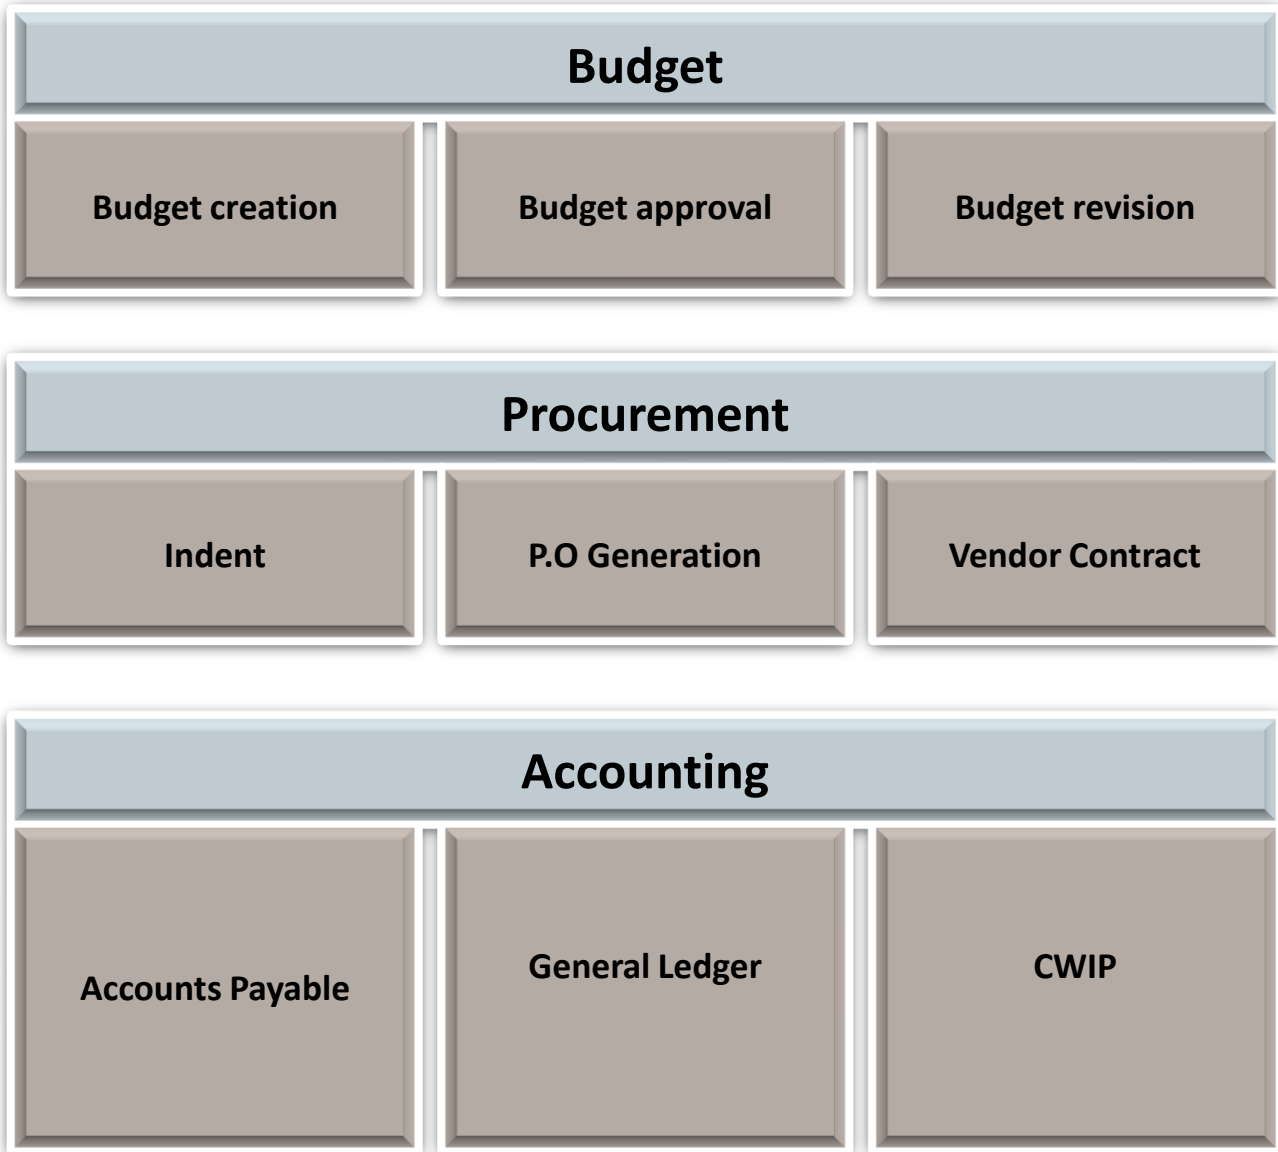 Budget
Budget creation
Budget approval
Budget revision
Procurement
Indent
P.O Generation
Vendor Contract
Accounting
Accounts Payable
General Ledger
CWIP